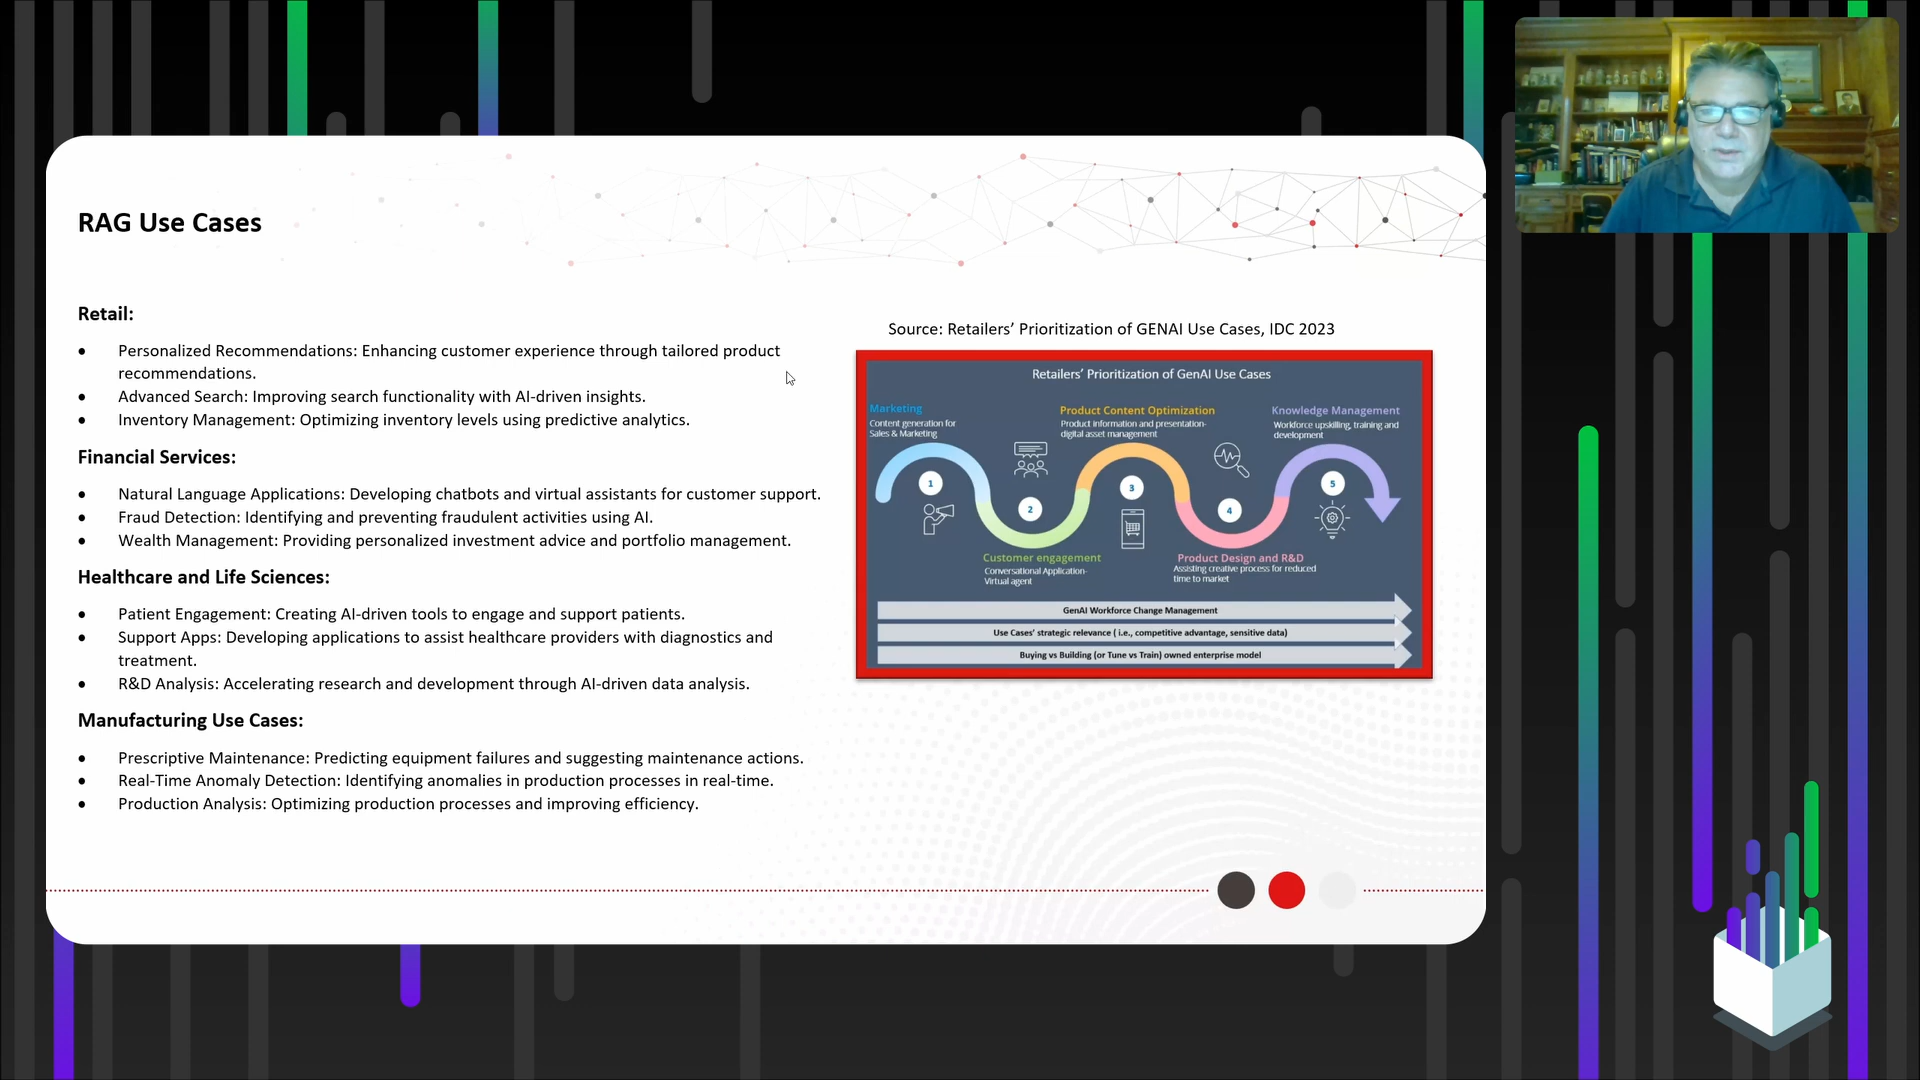 RAG Use Cases
Retail:
• Personalized Recommendations: Enhancing customer experience through tailored product
recommendations.
• Advanced Search: Improving search functionality with AI-driven insights.
• Inventory Management: Optimizing inventory levels using predictive analytics.
Financial Services:
• Natural Language Applications: Developing chatbots and virtual assistants for customer support.
• Fraud Detection: Identifying and preventing fraudulent activities using AI.
• Wealth Management: Providing personalized investment advice and portfolio management.
Healthcare and Life Sciences:
• Patient Engagement: Creating AI-driven tools to engage and support patients.
• Support Apps: Developing applications to assist healthcare providers with diagnostics and
treatment.
• R&D Analysis: Accelerating research and development through AI-driven data analysis.
Manufacturing Use Cases:
• Prescriptive Maintenance: Predicting equipment failures and suggesting maintenance actions.
• Real-Time Anomaly Detection: Identifying anomalies in production processes in real-time.
• Production Analysis: Optimizing production processes and improving efficiency.
Source: Retailers’ Prioritization of GENAI Use Cases, IDC 2023
Retailers’ Prioritization of GenAI Use Cases
Marketing
Content generation for
Sales & Marketing
1
Customer engagement
Conversational Application-
Virtual agent
2
Product Content Optimization
Product information and presentation-
digital asset management
3
Product Design and R&D
Assisting creative process for reduced
time to market
4
Knowledge Management
Workforce upskilling, training and
development
5
GenAI Workforce Change Management
Use Cases’ strategic relevance ( i.e., competitive advantage, sensitive data)
Buying vs Building (or Tune vs Train) owned enterprise model